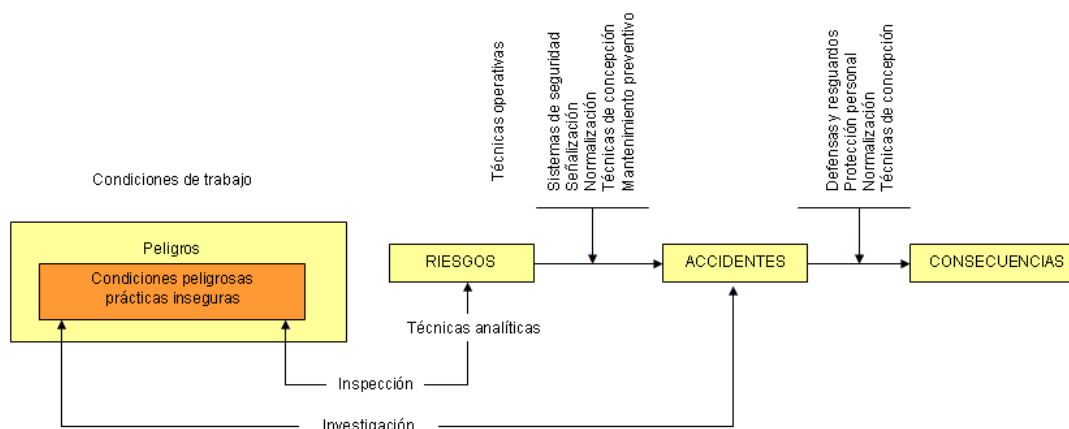 Técnicas operativas
Sistemas de seguridad
Señalización
Normalización
Técnicas de concepción
Mantenimiento preventivo
Defensas y resguardos
Protección personal
Normalización
Técnicas de concepción
Condiciones de trabajo
Peligros
Condiciones peligrosas
prácticas inseguras
RIESGOS
ACCIDENTES
CONSECUENCIAS
Técnicas analíticas
Inspección
Investigación